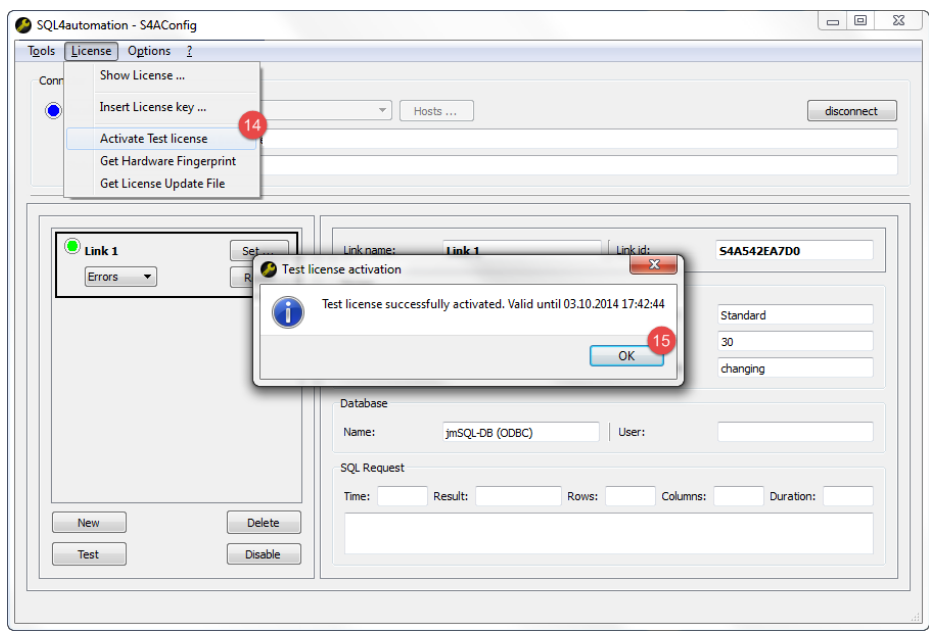 SQL4automation - S4AConfig
Tools License Options ?
Show License ...
Insert License key ...
Activate Test license
Get Hardware Fingerprint
Get License Update File
14
Conn
Hosts ...
disconnect
Link 1
Set ...
Errors
R
Link name:
Link 1
Link id:
S4A542EA7D0
Test license activation
Test license successfully activated. Valid until 03.10.2014 17:42:44
OK
15
Standard
30
changing
Database
Name:
jmSQL-DB (ODBC)
User:
SQL Request
Time:
Result:
Rows:
Columns:
Duration:
New
Delete
Test
Disable